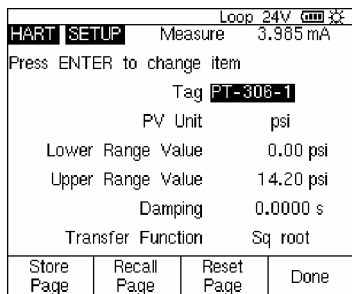 Loop 24V
HART SETUP Measure 3.985 mA
Press ENTER to change item
Tag PT-306-1
PV Unit psi
Lower Range Value 0.00 psi
Upper Range Value 14.20 psi
Damping 0.0000 s
Transfer Function Sq root
Store Page Recall Page Reset Page Done